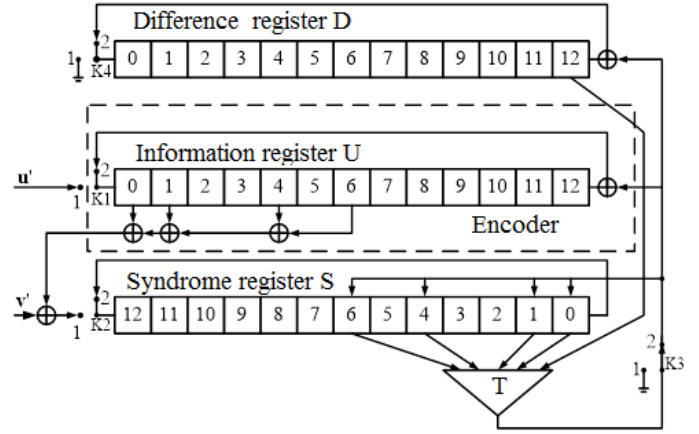 Difference register D
2
1
K4
0 1 2 3 4 5 6 7 8 9 10 11 12
Information register U
u'
2
1
K1
0 1 2 3 4 5 6 7 8 9 10 11 12
Encoder
Syndrome register S
v'
2
1
K2
12 11 10 9 8 7 6 5 4 3 2 1 0
T
2
1
K3